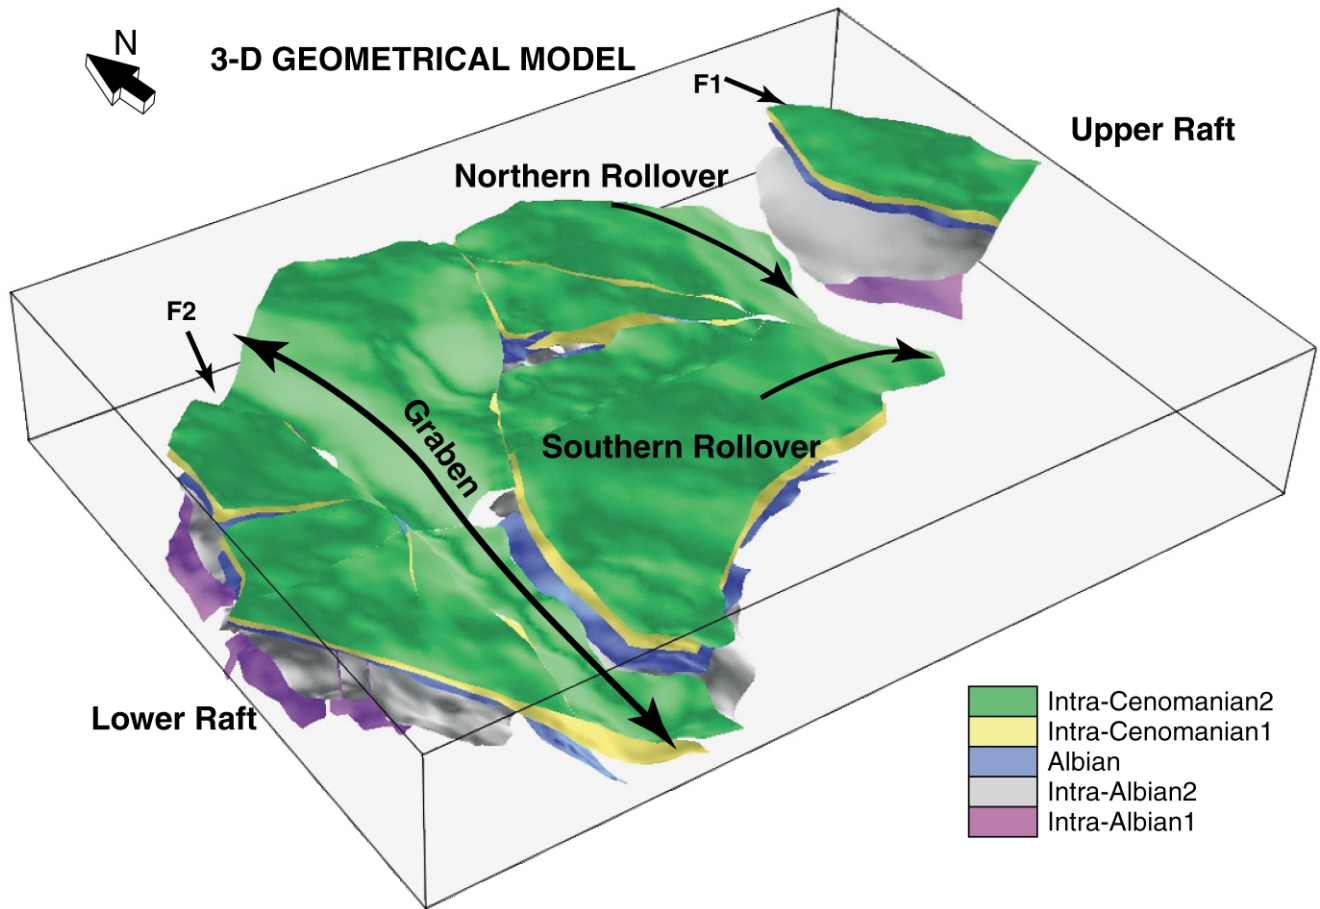 N
3-D GEOMETRICAL MODEL
F1
Upper Raft
Northern Rollover
F2
Graben
Southern Rollover
Lower Raft
Intra-Cenomanian2
Intra-Cenomanian1
Albian
Intra-Albian2
Intra-Albian1